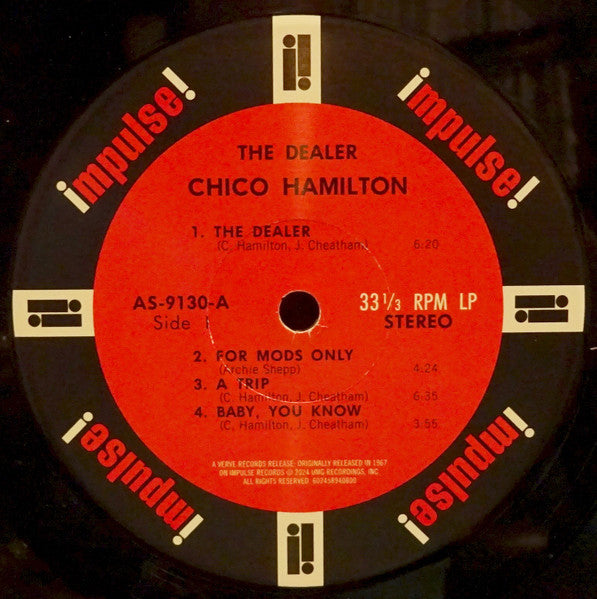 impulse!
impulse!
THE DEALER
CHICO HAMILTON
1. THE DEALER
(C. Hamilton, J. Cheatham) 6:20
AS-9130-A
33 1/3 RPM LP
Side 1
STEREO
2. FOR MODS ONLY
(Archie Shepp) 4:24
3. A TRIP
(C. Hamilton, J. Cheatham) 6:35
4. BABY, YOU KNOW
(C. Hamilton, J. Cheatham) 3:55
A VERVE RECORDS RELEASE. ORIGINALLY RELEASED IN 1967
ON IMPULSE RECORDS ℗ 2024 UMG RECORDINGS, INC.
ALL RIGHTS RESERVED. 602458940800
impulse!
impulse!